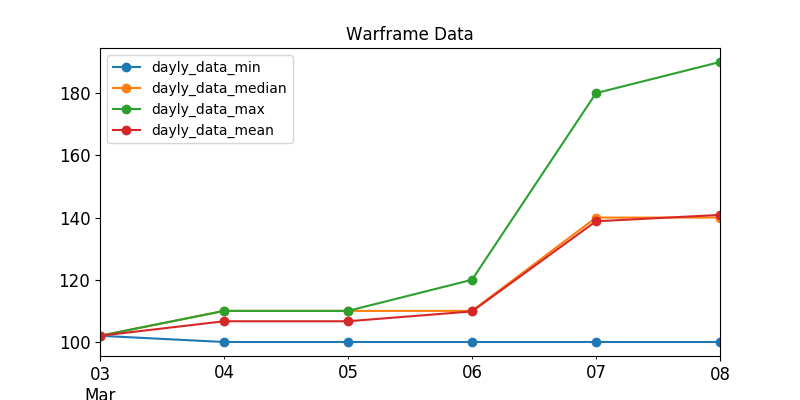 Warframe Data
dayly_data_min
dayly_data_median
dayly_data_max
dayly_data_mean
180
160
140
120
100
03 04 05 06 07 08
Mar